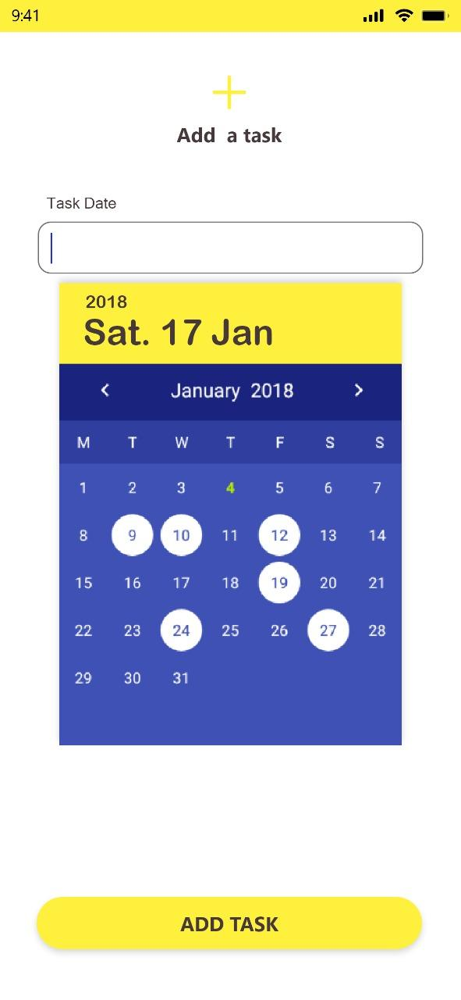 9:41
Add a task
Task Date
2018
Sat. 17 Jan
January 2018
M T W T F S S
1 2 3 4 5 6 7
8 9 10 11 12 13 14
15 16 17 18 19 20 21
22 23 24 25 26 27 28
29 30 31
ADD TASK